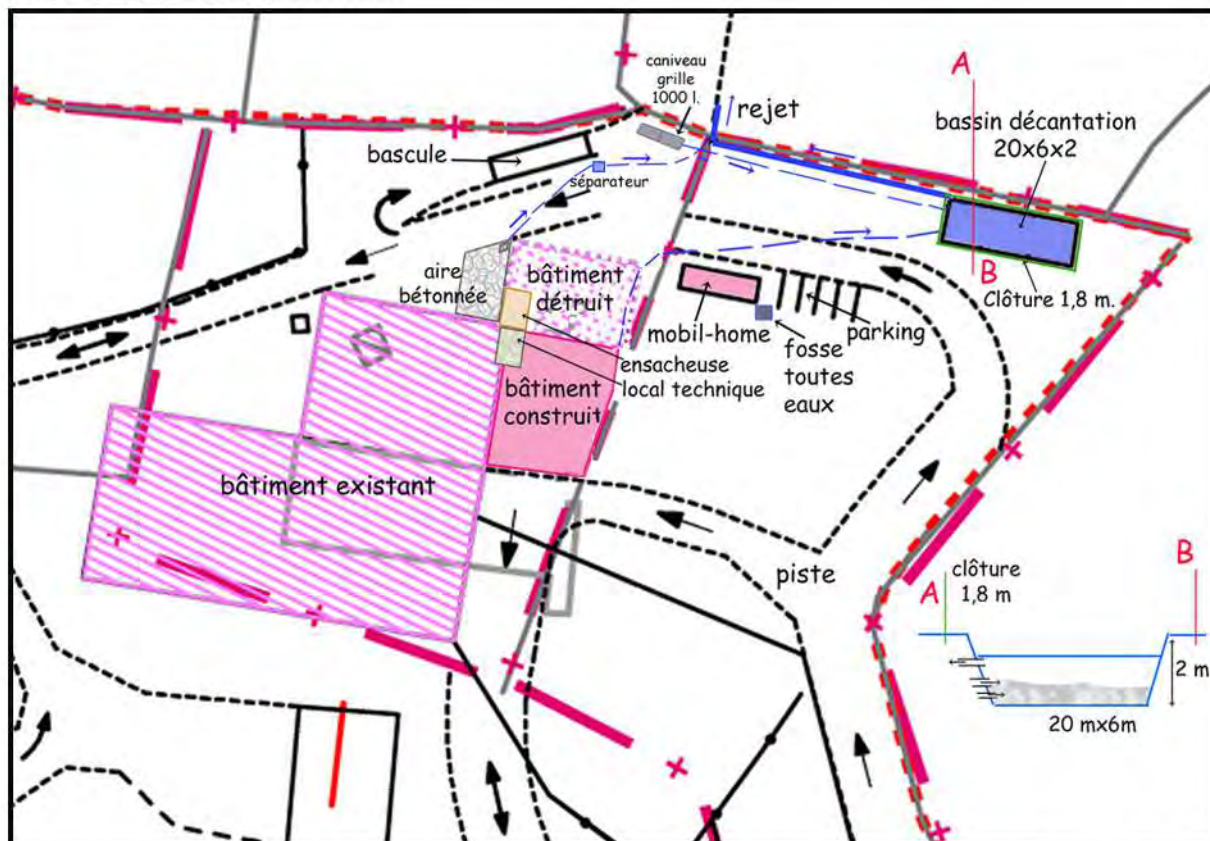 caniveau
grille
1000 l.
rejet
A
bassin décantation
20x6x2
bascule
séparateur
B
Clôture 1,8 m.
aire
bétonnée
bâtiment
détruit
mobil-home
parking
fosse
toutes
eaux
ensacheuse
local technique
bâtiment
construit
bâtiment existant
piste
A
clôture
1,8 m
B
2 m
20 mx6m